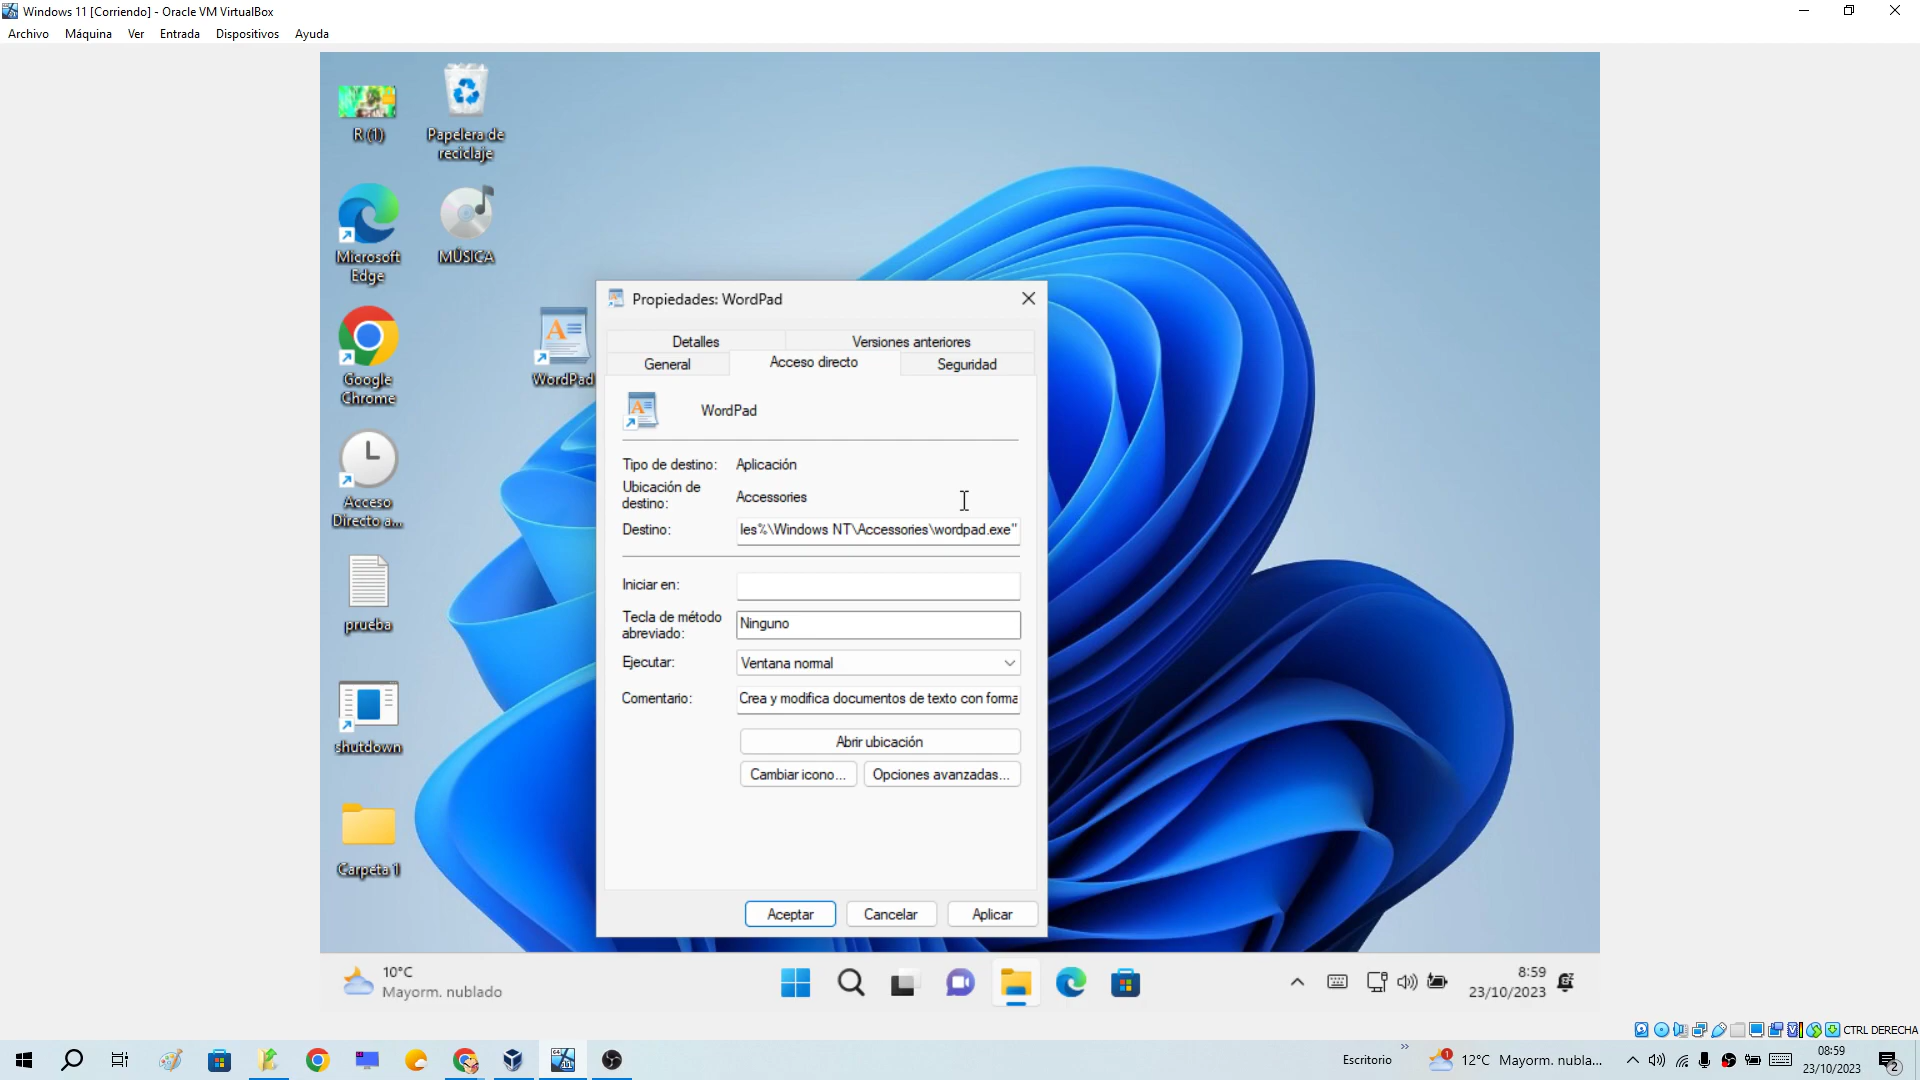 Windows 11 [Corriendo] - Oracle VM VirtualBox
Archivo Máquina Ver Entrada Dispositivos Ayuda
R (1)
Papelera de
reciclaje
Microsoft
Edge
MÚSICA
Google
Chrome
WordPad
Acceso
Directo a...
prueba
shutdown
Carpeta 1
Propiedades: WordPad
Detalles Versiones anteriores
General Acceso directo Seguridad
WordPad
Tipo de destino: Aplicación
Ubicación de
destino: Accessories
Destino: les%\Windows NT\Accessories\wordpad.exe"
Iniciar en:
Tecla de método
abreviado: Ninguno
Ejecutar: Ventana normal
Comentario: Crea y modifica documentos de texto con forma
Abrir ubicación
Cambiar icono... Opciones avanzadas...
Aceptar Cancelar Aplicar
10°C
Mayorm. nublado
8:59
23/10/2023
CTRL DERECHA
Escritorio
12°C Mayorm. nubla...
08:59
23/10/2023
2